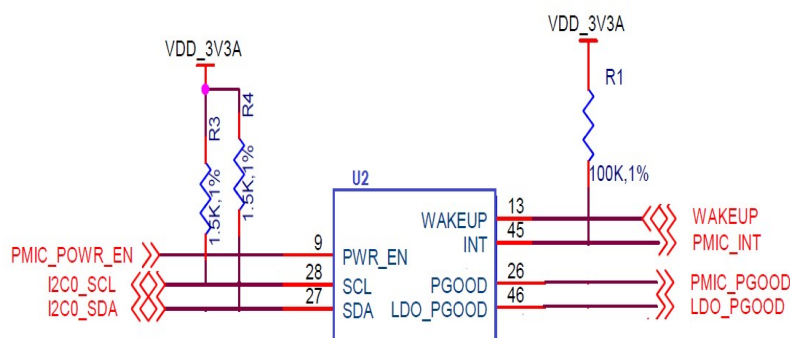 VDD_3V3A
VDD_3V3A
R3
1.5K,1%
R4
1.5K,1%
R1
100K,1%
U2
PMIC_POWR_EN
9
PWR_EN
I2C0_SCL
28
SCL
I2C0_SDA
27
SDA
WAKEUP
13
WAKEUP
INT
45
PMIC_INT
PGOOD
26
PMIC_PGOOD
LDO_PGOOD
46
LDO_PGOOD